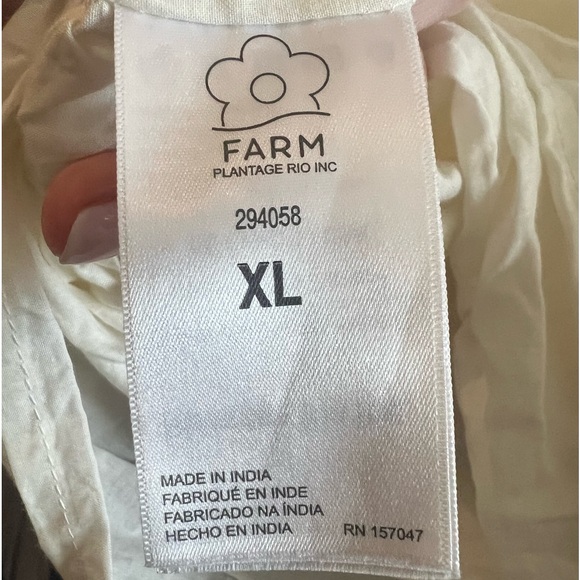 FARM
PLANTAGE RIO INC
294058
XL
MADE IN INDIA
FABRIQUÉ EN INDE
FABRICADO NA ÍNDIA
HECHO EN INDIA RN 157047